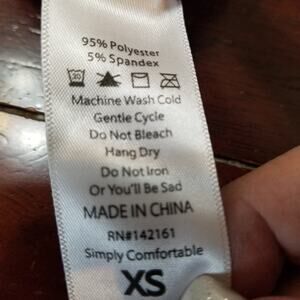 95% Polyester
5% Spandex
30
Machine Wash Cold
Gentle Cycle
Do Not Bleach
Hang Dry
Do Not Iron
Or You'll Be Sad
MADE IN CHINA
RN#142161
Simply Comfortable
XS